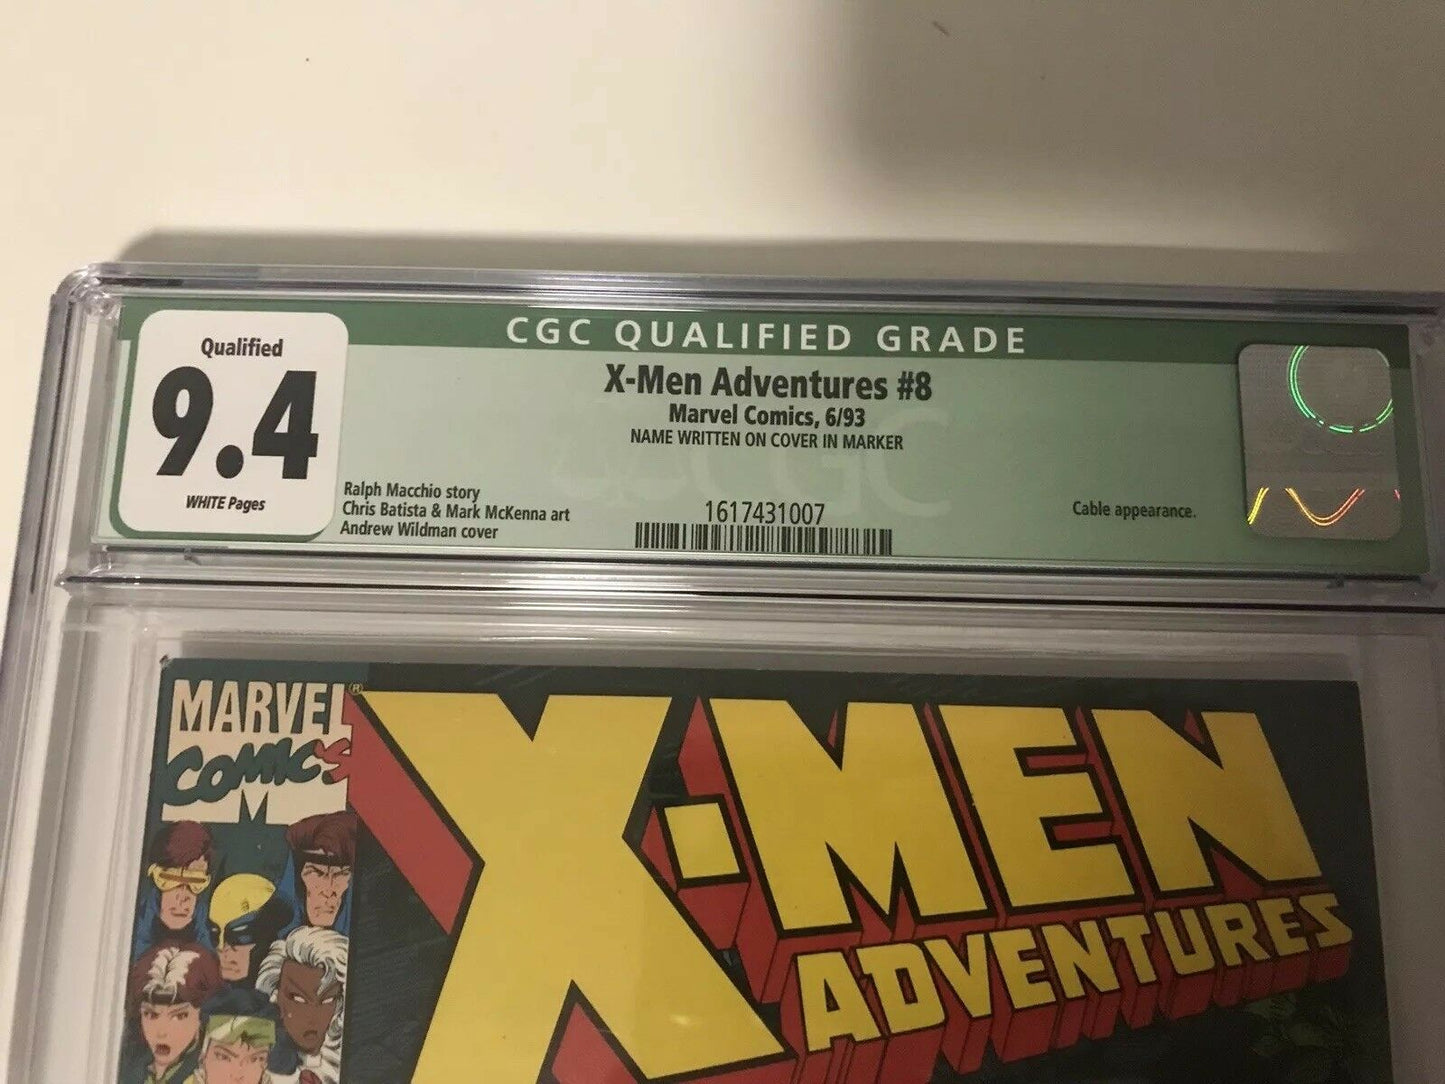 CGC QUALIFIED GRADE
Qualified
9.4
WHITE Pages
X-Men Adventures #8
Marvel Comics, 6/93
NAME WRITTEN ON COVER IN MARKER
Ralph Macchio story
Chris Batista & Mark McKenna art
Andrew Wildman cover
1617431007
Cable appearance.
CGC
MARVEL®
COMICS
X-MEN
ADVENTURES